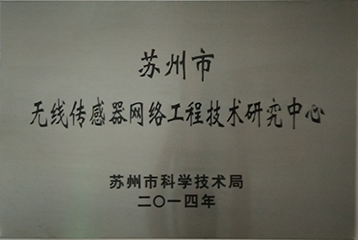 苏州市
无线传感器网络工程技术研究中心
苏州市科学技术局
二〇一四年